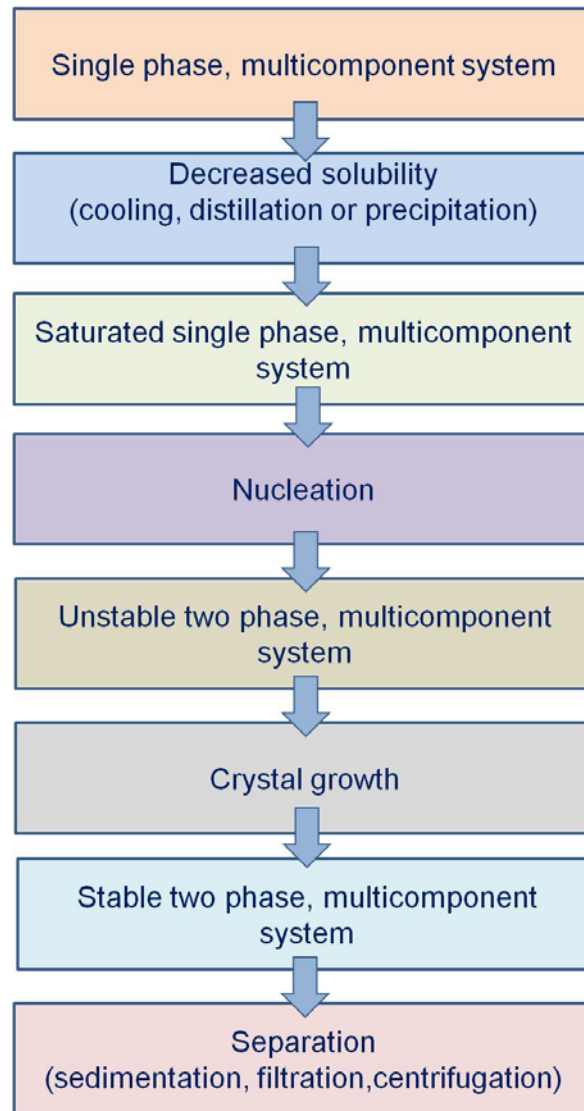 Single phase, multicomponent system
Decreased solubility
(cooling, distillation or precipitation)
Saturated single phase, multicomponent
system
Nucleation
Unstable two phase, multicomponent
system
Crystal growth
Stable two phase, multicomponent
system
Separation
(sedimentation, filtration,centrifugation)